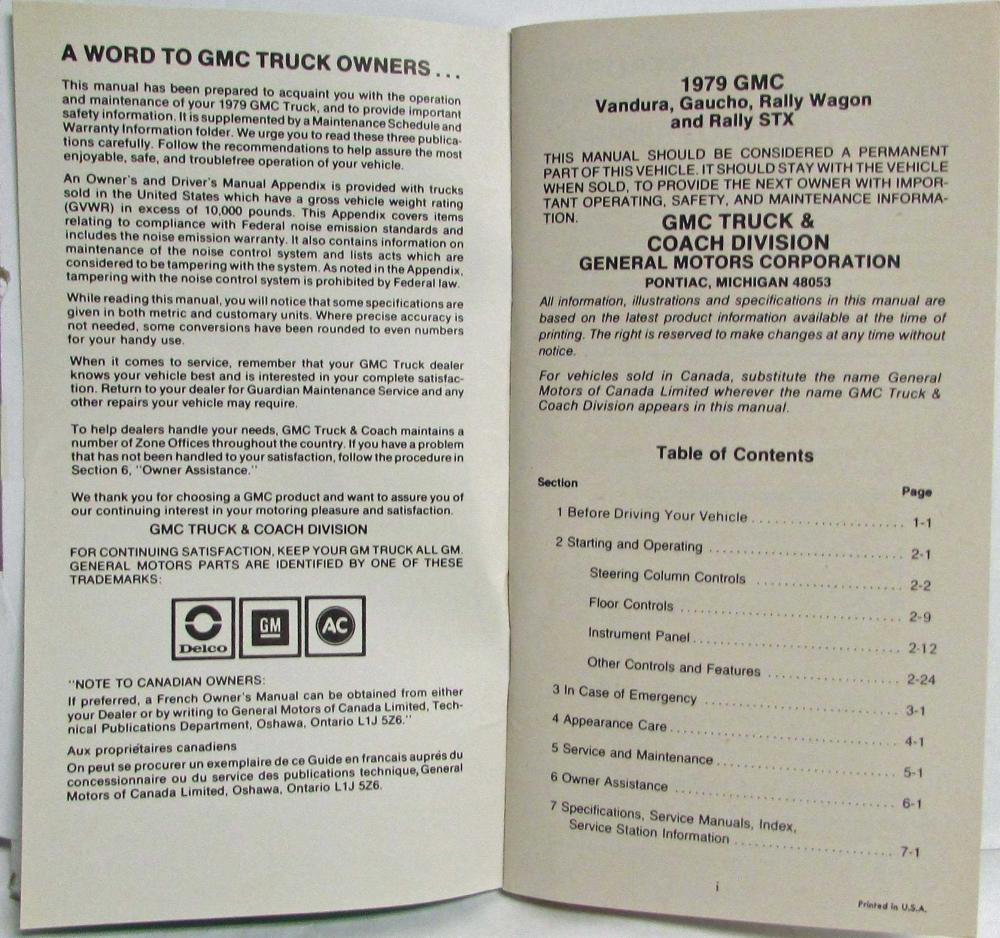 A WORD TO GMC TRUCK OWNERS...
This manual has been prepared to acquaint you with the operation
and maintenance of your 1979 GMC Truck, and to provide important
safety information. It is supplemented by a Maintenance Schedule and
Warranty Information folder. We urge you to read these three publica-
tions carefully. Follow the recommendations to help assure the most
enjoyable, safe, and troublefree operation of your vehicle.
An Owner's and Driver's Manual Appendix is provided with trucks
sold in the United States which have a gross vehicle weight rating
(GVWR) in excess of 10,000 pounds. This Appendix covers items
relating to compliance with Federal noise emission standards and
includes the noise emission warranty. It also contains information on
maintenance of the noise control system and lists acts which are
considered to be tampering with the system. As noted in the Appendix,
tampering with the noise control system is prohibited by Federal law.
While reading this manual, you will notice that some specifications are
given in both metric and customary units. Where precise accuracy is
not needed, some conversions have been rounded to even numbers
for your handy use.
When it comes to service, remember that your GMC Truck dealer
knows your vehicle best and is interested in your complete satisfac-
tion. Return to your dealer for Guardian Maintenance Service and any
other repairs your vehicle may require.
To help dealers handle your needs, GMC Truck & Coach maintains a
number of Zone Offices throughout the country. If you have a problem
that has not been handled to your satisfaction, follow the procedure in
Section 6, "Owner Assistance."
We thank you for choosing a GMC product and want to assure you of
our continuing interest in your motoring pleasure and satisfaction.
GMC TRUCK & COACH DIVISION
FOR CONTINUING SATISFACTION, KEEP YOUR GM TRUCK ALL GM.
GENERAL MOTORS PARTS ARE IDENTIFIED BY ONE OF THESE
TRADEMARKS:
Delco GM AC
"NOTE TO CANADIAN OWNERS:
If preferred, a French Owner's Manual can be obtained from either
your Dealer or by writing to General Motors of Canada Limited, Tech-
nical Publications Department, Oshawa, Ontario L1J 5Z6."
Aux propriétaires canadiens
On peut se procurer un exemplaire de ce Guide en francais auprés du
concessionnaire ou du service des publications technique, General
Motors of Canada Limited, Oshawa, Ontario L1J 5Z6.
1979 GMC
Vandura, Gaucho, Rally Wagon
and Rally STX
THIS MANUAL SHOULD BE CONSIDERED A PERMANENT
PART OF THIS VEHICLE. IT SHOULD STAY WITH THE VEHICLE
WHEN SOLD, TO PROVIDE THE NEXT OWNER WITH IMPOR-
TANT OPERATING, SAFETY, AND MAINTENANCE INFORMA-
TION.
GMC TRUCK &
COACH DIVISION
GENERAL MOTORS CORPORATION
PONTIAC, MICHIGAN 48053
All information, illustrations and specifications in this manual are
based on the latest product information available at the time of
printing. The right is reserved to make changes at any time without
notice.
For vehicles sold in Canada, substitute the name General
Motors of Canada Limited wherever the name GMC Truck &
Coach Division appears in this manual.
Table of Contents
Section Page
1 Before Driving Your Vehicle 1-1
2 Starting and Operating 2-1
Steering Column Controls 2-2
Floor Controls 2-9
Instrument Panel 2-12
Other Controls and Features 2-24
3 In Case of Emergency 3-1
4 Appearance Care 4-1
5 Service and Maintenance 5-1
6 Owner Assistance 6-1
7 Specifications, Service Manuals, Index,
Service Station Information 7-1
i
Printed in U.S.A.